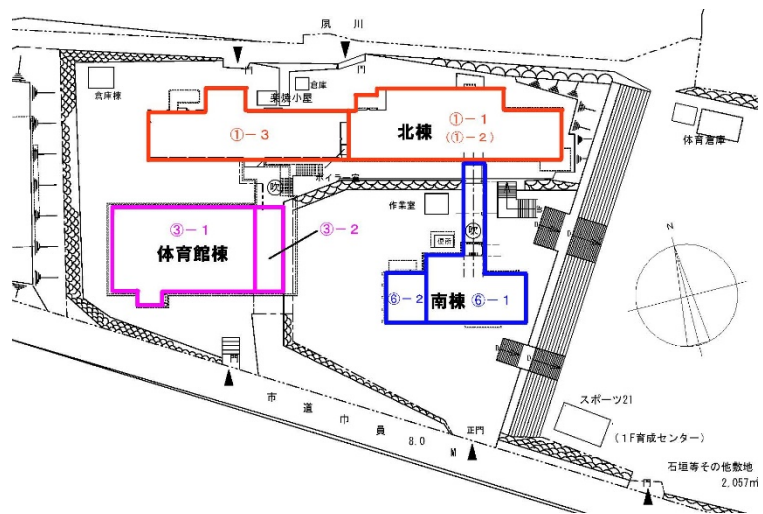 夙川
門
門
倉庫
倉庫棟
楽焼小屋
①-1
北棟
(①-2)
①-3
体育倉庫
ボイラー室
吹
作業室
③-1
③-2
体育館棟
吹
便所
N
⑥-2
南棟
⑥-1
門
スポーツ21
市道巾員 8.0 M
正門
(1F育成センター)
石垣等その他敷地
2,057㎡
門